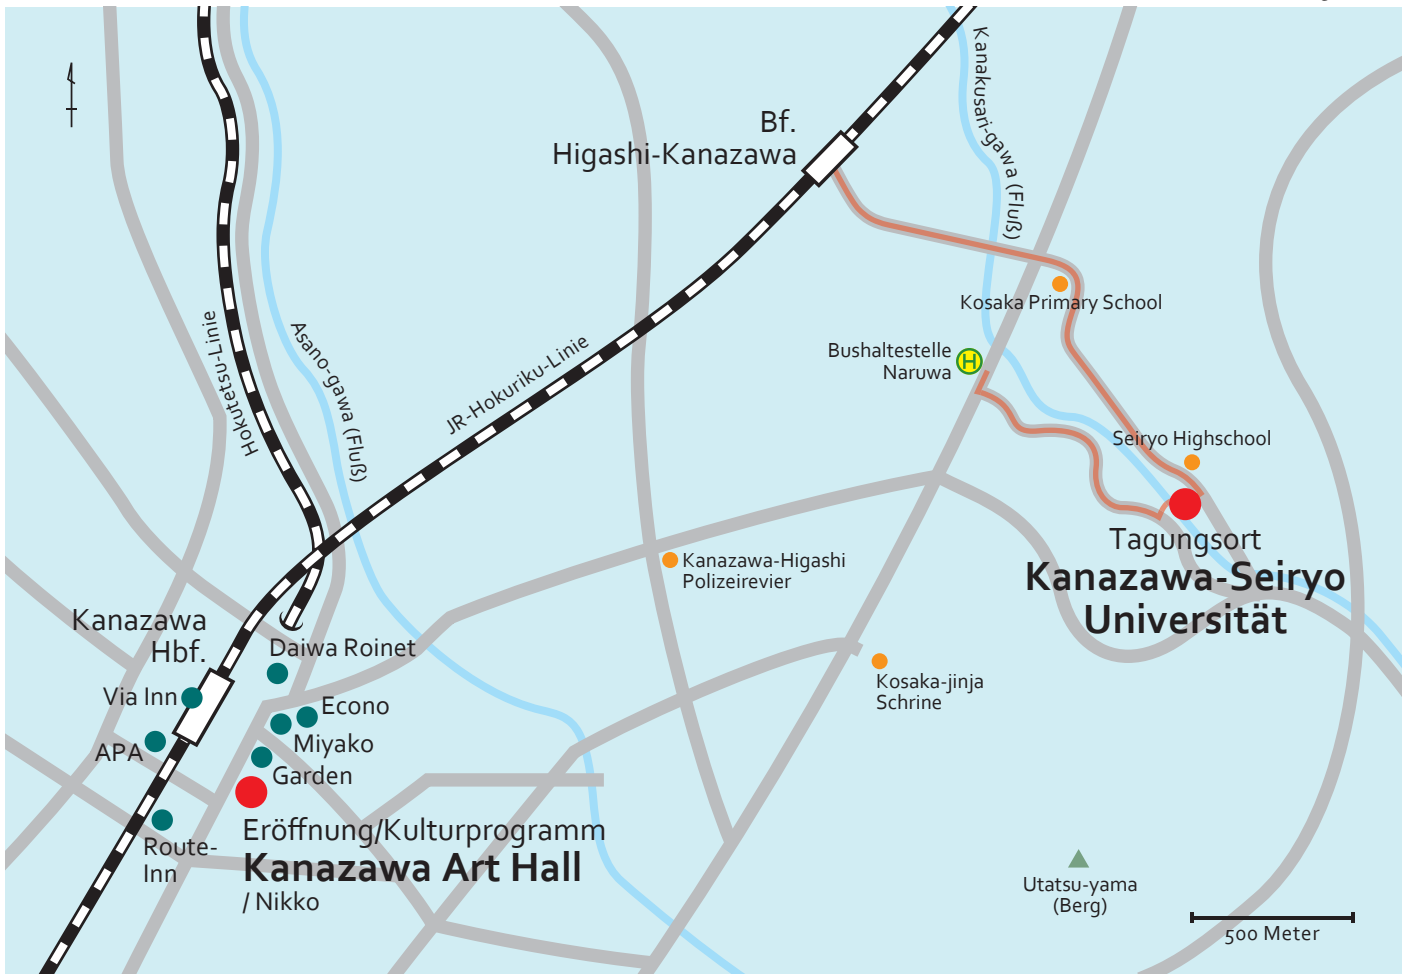 Kanakusari-gawa (Fluß)
Bf.
Higashi-Kanazawa
Kosaka Primary School
Hokutetsu-Linie
Asano-gawa (Fluß)
JR-Hokuriku-Linie
Bushaltestelle
Naruwa
H
Seiryo Highschool
Tagungsort
Kanazawa-Seiryo
Universität
Kanazawa-Higashi
Polizeirevier
Kanazawa
Hbf.
Daiwa Roinet
Kosaka-jinja
Schrine
Via Inn
Econo
Miyako
APA
Garden
Eröffnung/Kulturprogramm
Kanazawa Art Hall
/ Nikko
Route-
Inn
Utatsu-yama
(Berg)
500 Meter